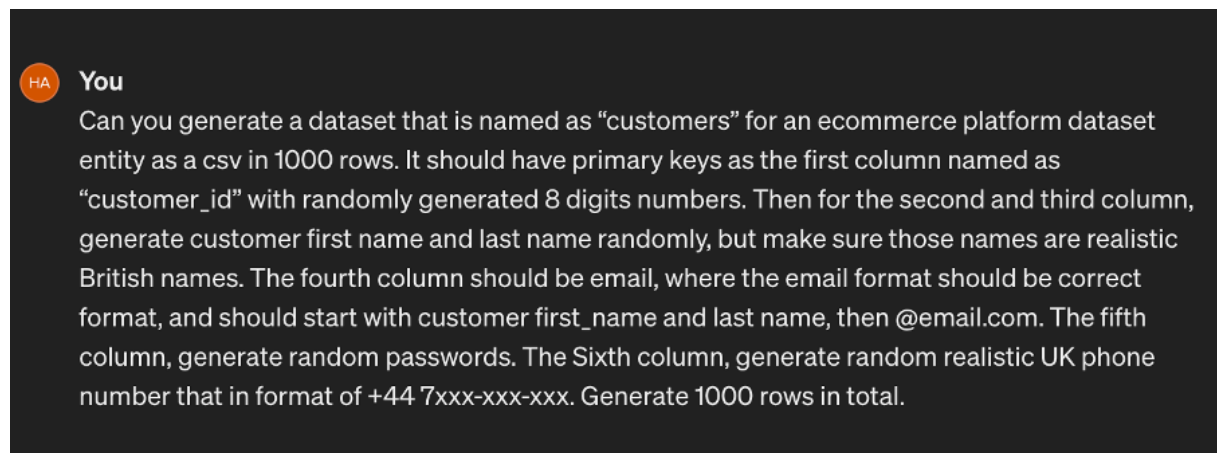 HA
You
Can you generate a dataset that is named as “customers” for an ecommerce platform dataset
entity as a csv in 1000 rows. It should have primary keys as the first column named as
“customer_id” with randomly generated 8 digits numbers. Then for the second and third column,
generate customer first name and last name randomly, but make sure those names are realistic
British names. The fourth column should be email, where the email format should be correct
format, and should start with customer first_name and last name, then @email.com. The fifth
column, generate random passwords. The Sixth column, generate random realistic UK phone
number that in format of +44 7xxx-xxx-xxx. Generate 1000 rows in total.